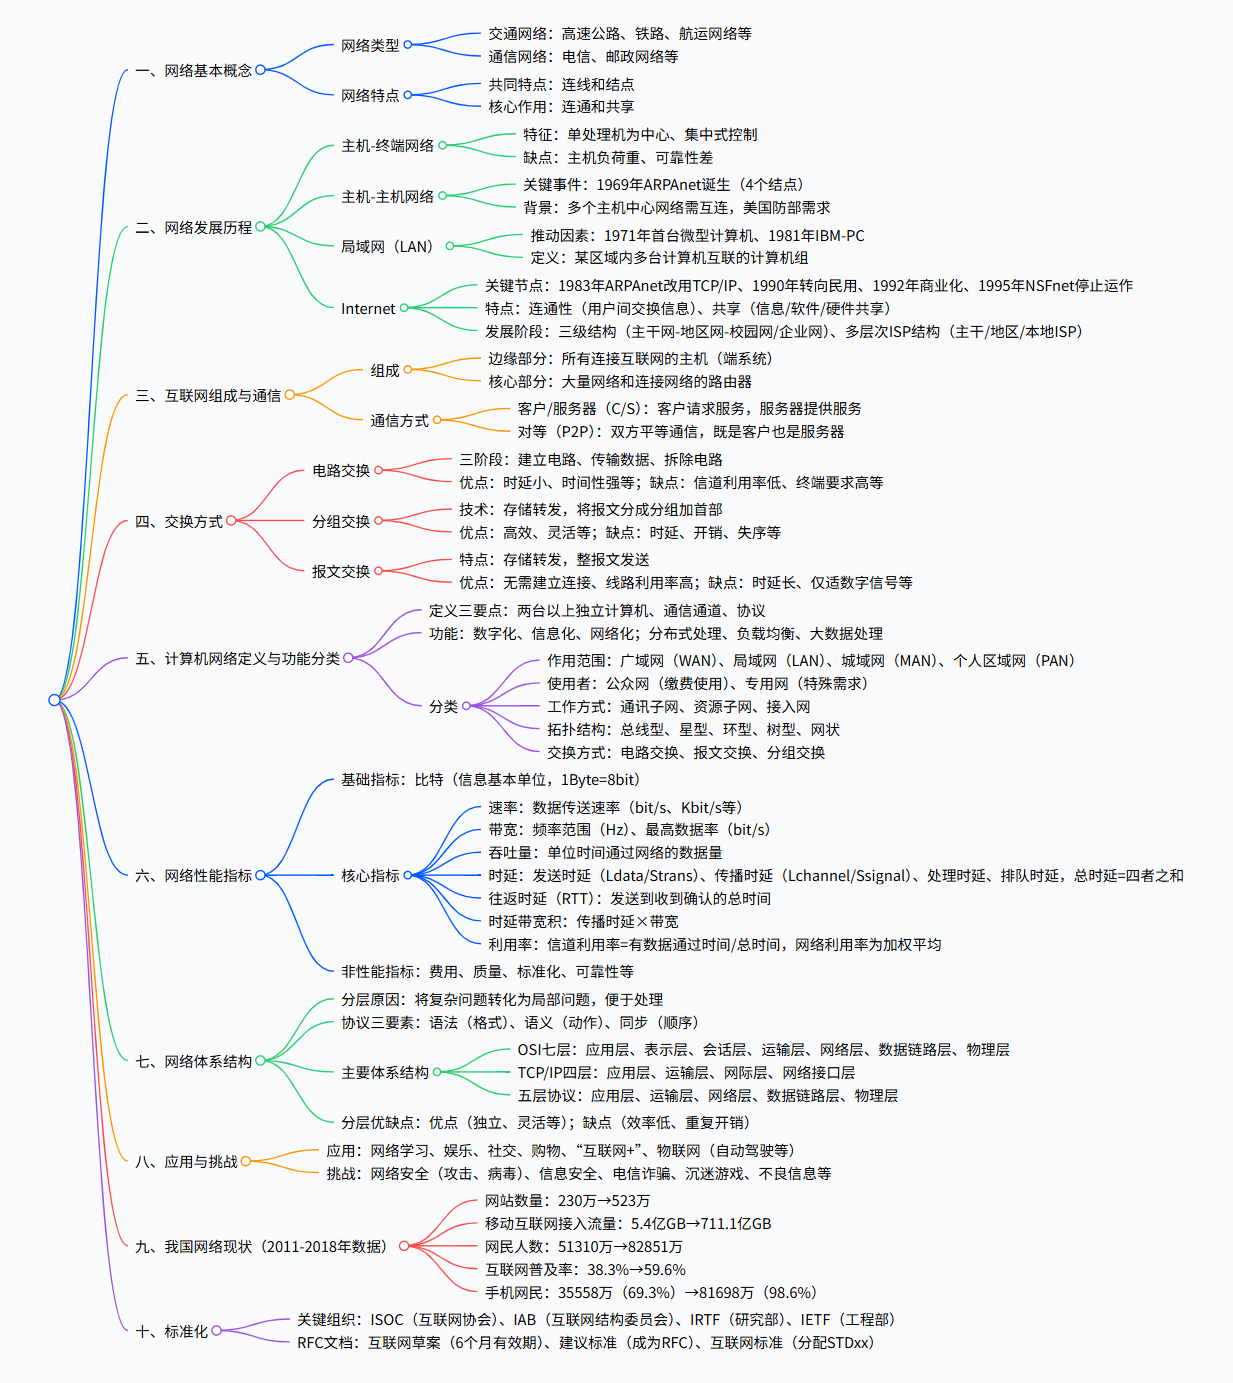 一、网络基本概念
网络类型
交通网络：高速公路、铁路、航运网络等
通信网络：电信、邮政网络等
网络特点
共同特点：连线和结点
核心作用：连通和共享
二、网络发展历程
主机-终端网络
特征：单处理机为中心、集中式控制
缺点：主机负荷重、可靠性差
主机-主机网络
关键事件：1969年ARPAnet诞生（4个结点）
背景：多个主机中心网络需互连，美国防部需求
局域网（LAN）
推动因素：1971年首台微型计算机、1981年IBM-PC
定义：某区域内多台计算机互联的计算机组
Internet
关键节点：1983年ARPAnet改用TCP/IP、1990年转向民用、1992年商业化、1995年NSFnet停止运作
特点：连通性（用户间交换信息）、共享（信息/软件/硬件共享）
发展阶段：三级结构（主干网-地区网-校园网/企业网）、多层次ISP结构（主干/地区/本地ISP）
三、互联网组成与通信
组成
边缘部分：所有连接互联网的主机（端系统）
核心部分：大量网络和连接网络的路由器
通信方式
客户/服务器（C/S）：客户请求服务，服务器提供服务
对等（P2P）：双方平等通信，既是客户也是服务器
四、交换方式
电路交换
三阶段：建立电路、传输数据、拆除电路
优点：时延小、时间性强等；缺点：信道利用率低、终端要求高等
分组交换
技术：存储转发，将报文分成分组加首部
优点：高效、灵活等；缺点：时延、开销、失序等
报文交换
特点：存储转发，整报文发送
优点：无需建立连接、线路利用率高；缺点：时延长、仅适数字信号等
五、计算机网络定义与功能分类
定义三要点：两台以上独立计算机、通信通道、协议
功能：数字化、信息化、网络化；分布式处理、负载均衡、大数据处理
分类
作用范围：广域网（WAN）、局域网（LAN）、城域网（MAN）、个人区域网（PAN）
使用者：公众网（缴费使用）、专用网（特殊需求）
工作方式：通讯子网、资源子网、接入网
拓扑结构：总线型、星型、环型、树型、网状
交换方式：电路交换、报文交换、分组交换
六、网络性能指标
基础指标：比特（信息基本单位，1Byte=8bit）
核心指标
速率：数据传送速率（bit/s、Kbit/s等）
带宽：频率范围（Hz）、最高数据率（bit/s）
吞吐量：单位时间通过网络的数据量
时延：发送时延（Ldata/Strans）、传播时延（Lchannel/Ssignal）、处理时延、排队时延，总时延=四者之和
往返时延（RTT）：发送到收到确认的总时间
时延带宽积：传播时延×带宽
利用率：信道利用率=有数据通过时间/总时间，网络利用率为加权平均
非性能指标：费用、质量、标准化、可靠性等
七、网络体系结构
分层原因：将复杂问题转化为局部问题，便于处理
协议三要素：语法（格式）、语义（动作）、同步（顺序）
主要体系结构
OSI七层：应用层、表示层、会话层、运输层、网络层、数据链路层、物理层
TCP/IP四层：应用层、运输层、网际层、网络接口层
五层协议：应用层、运输层、网络层、数据链路层、物理层
分层优缺点：优点（独立、灵活等）；缺点（效率低、重复开销）
八、应用与挑战
应用：网络学习、娱乐、社交、购物、“互联网+”、物联网（自动驾驶等）
挑战：网络安全（攻击、病毒）、信息安全、电信诈骗、沉迷游戏、不良信息等
九、我国网络现状（2011-2018年数据）
网站数量：230万→523万
移动互联网接入流量：5.4亿GB→711.1亿GB
网民人数：51310万→82851万
互联网普及率：38.3%→59.6%
手机网民：35558万（69.3%）→81698万（98.6%）
十、标准化
关键组织：ISOC（互联网协会）、IAB（互联网结构委员会）、IRTF（研究部）、IETF（工程部）
RFC文档：互联网草案（6个月有效期）、建议标准（成为RFC）、互联网标准（分配STDxx）